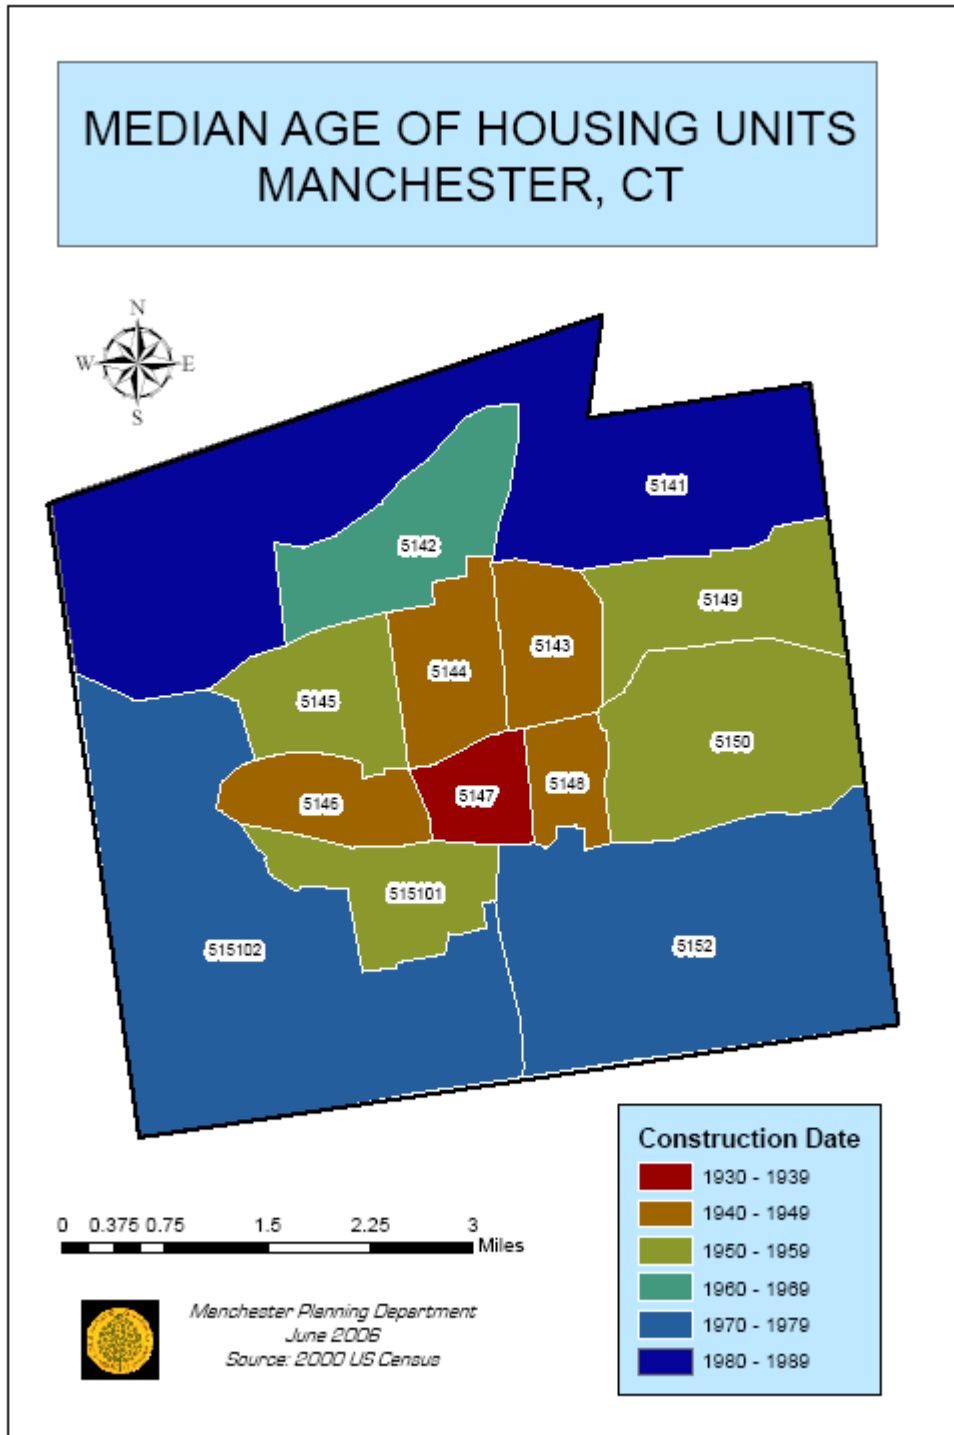 MEDIAN AGE OF HOUSING UNITS
MANCHESTER, CT
N
W E
S
5141
5142
5149
5143
5144
5145
5150
5148
5147
5146
515101
515102
5152
Construction Date
1930 - 1939
1940 - 1949
1950 - 1959
1960 - 1969
1970 - 1979
1980 - 1989
0 0.375 0.75 1.5 2.25 3
Miles
Manchester Planning Department
June 2006
Source: 2000 US Census